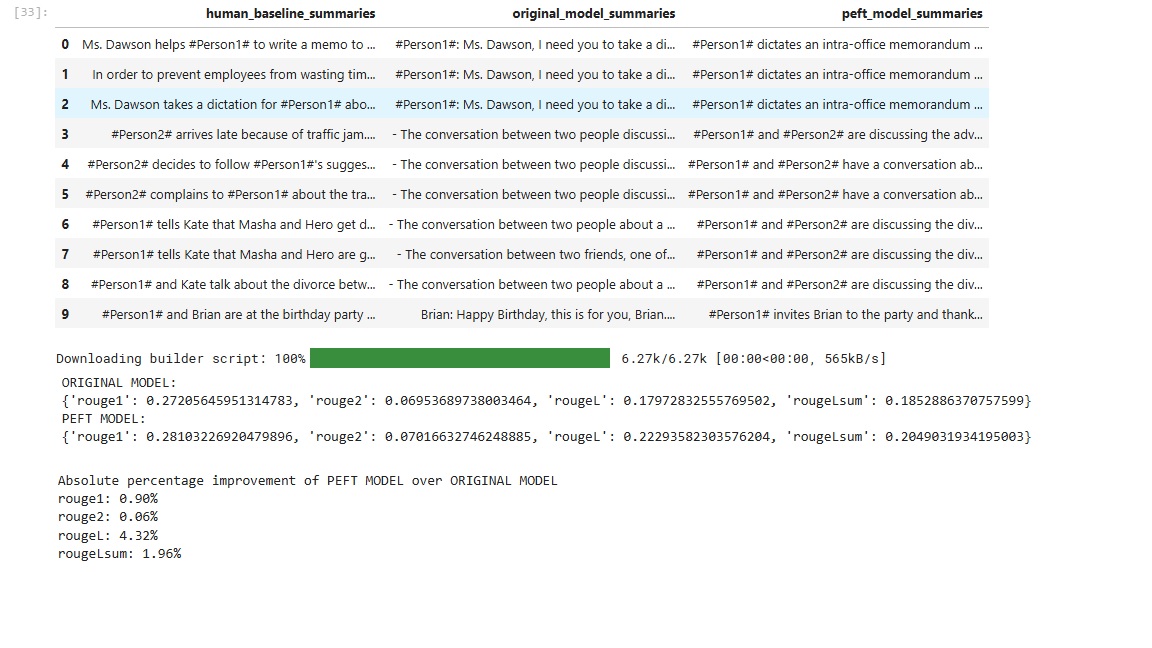 [33]:
human_baseline_summaries original_model_summaries peft_model_summaries
0 Ms. Dawson helps #Person1# to write a memo to ... #Person1#: Ms. Dawson, I need you to take a di... #Person1# dictates an intra-office memorandum ...
1 In order to prevent employees from wasting tim... #Person1#: Ms. Dawson, I need you to take a di... #Person1# dictates an intra-office memorandum ...
2 Ms. Dawson takes a dictation for #Person1# abo... #Person1#: Ms. Dawson, I need you to take a di... #Person1# dictates an intra-office memorandum ...
3 #Person2# arrives late because of traffic jam.... - The conversation between two people discussi... #Person1# and #Person2# are discussing the adv...
4 #Person2# decides to follow #Person1#'s sugges... - The conversation between two people discussi... #Person1# and #Person2# have a conversation ab...
5 #Person2# complains to #Person1# about the tra... - The conversation between two people discussi... #Person1# and #Person2# have a conversation ab...
6 #Person1# tells Kate that Masha and Hero get d... - The conversation between two people about a ... #Person1# and #Person2# are discussing the div...
7 #Person1# tells Kate that Masha and Hero are g... - The conversation between two friends, one of... #Person1# and #Person2# are discussing the div...
8 #Person1# and Kate talk about the divorce betw... - The conversation between two people about a ... #Person1# and #Person2# are discussing the div...
9 #Person1# and Brian are at the birthday party ... Brian: Happy Birthday, this is for you, Brian.... #Person1# invites Brian to the party and thank...
Downloading builder script: 100% 6.27k/6.27k [00:00<00:00, 565kB/s]
ORIGINAL MODEL:
{'rouge1': 0.27205645951314783, 'rouge2': 0.06953689738003464, 'rougeL': 0.17972832555769502, 'rougeLsum': 0.1852886370757599}
PEFT MODEL:
{'rouge1': 0.28103226920479896, 'rouge2': 0.07016632746248885, 'rougeL': 0.22293582303576204, 'rougeLsum': 0.2049031934195003}
Absolute percentage improvement of PEFT MODEL over ORIGINAL MODEL
rouge1: 0.90%
rouge2: 0.06%
rougeL: 4.32%
rougeLsum: 1.96%